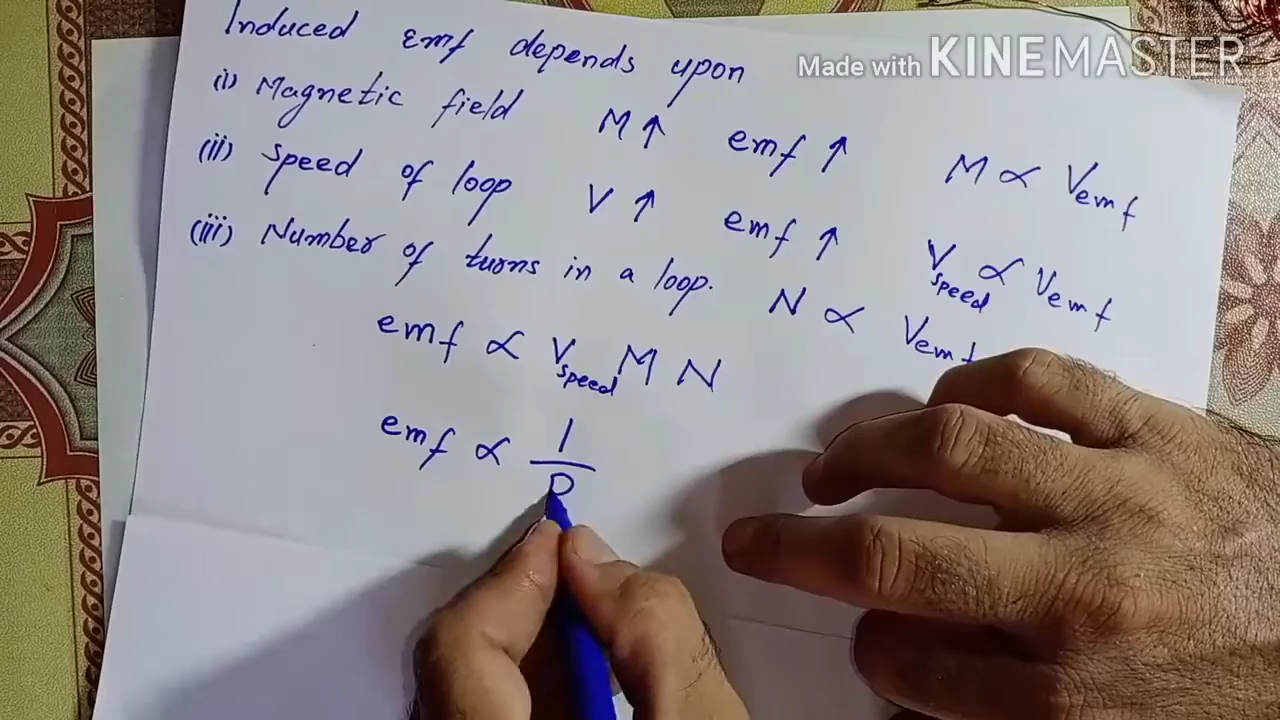 Induced emf depends upon
Made with KINEMASTER
(i) Magnetic field M↑ emf↑ M ∝ Vemf
(ii) Speed of loop V↑ emf↑ Vspeed ∝ Vemf
(iii) Number of turns in a loop. N ∝ Vemf
emf ∝ Vspeed M N
emf ∝ 1/D